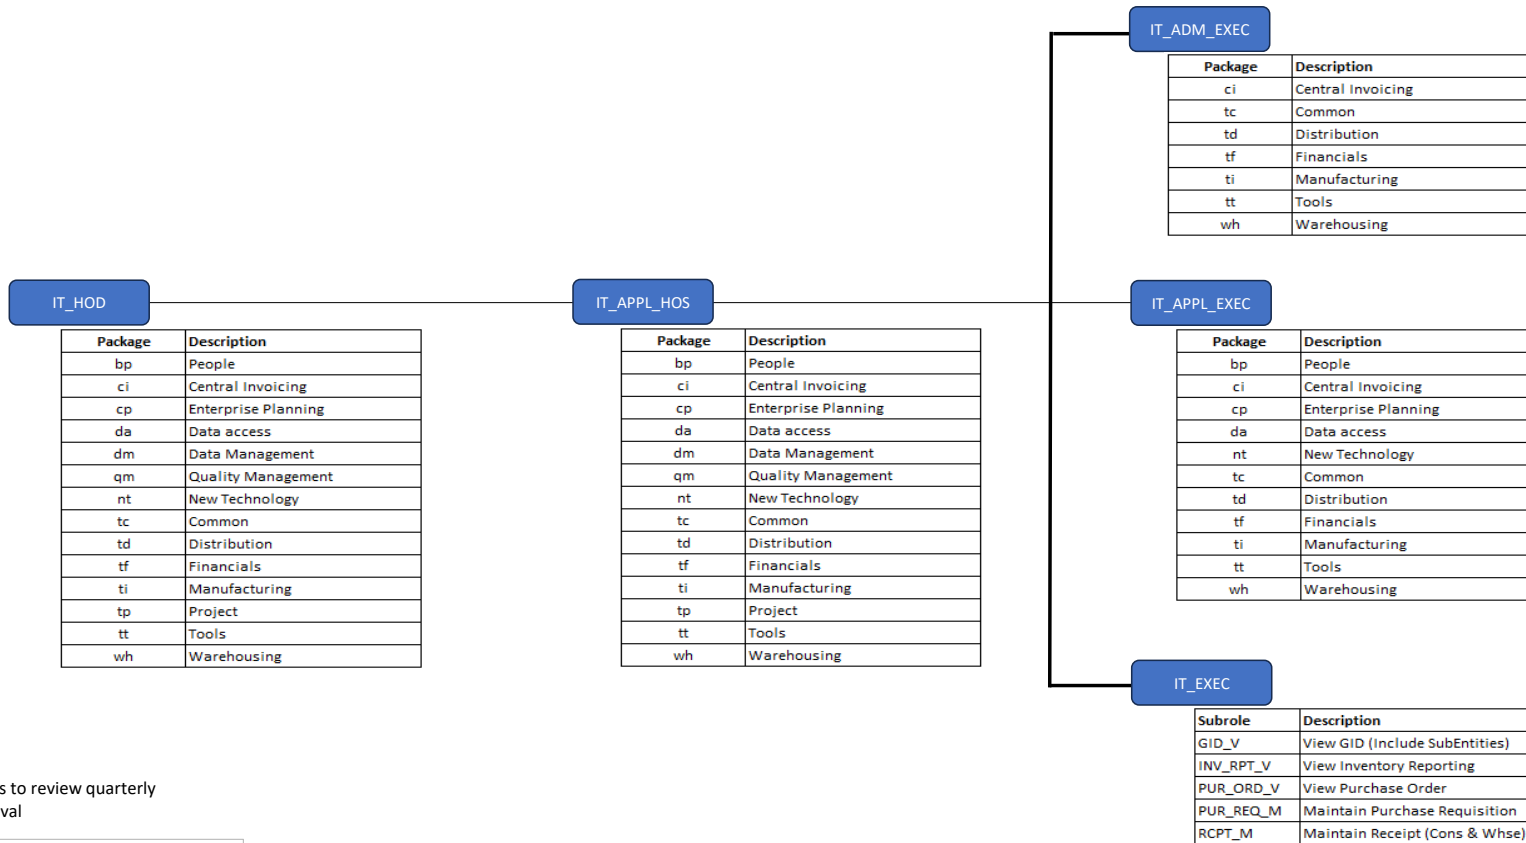 IT_ADM_EXEC
Package Description
ci Central Invoicing
tc Common
td Distribution
tf Financials
ti Manufacturing
tt Tools
wh Warehousing
IT_HOD
Package Description
bp People
ci Central Invoicing
cp Enterprise Planning
da Data access
dm Data Management
qm Quality Management
nt New Technology
tc Common
td Distribution
tf Financials
ti Manufacturing
tp Project
tt Tools
wh Warehousing
IT_APPL_HOS
Package Description
bp People
ci Central Invoicing
cp Enterprise Planning
da Data access
dm Data Management
qm Quality Management
nt New Technology
tc Common
td Distribution
tf Financials
ti Manufacturing
tp Project
tt Tools
wh Warehousing
IT_APPL_EXEC
Package Description
bp People
ci Central Invoicing
cp Enterprise Planning
da Data access
nt New Technology
tc Common
td Distribution
tf Financials
ti Manufacturing
tt Tools
wh Warehousing
IT_EXEC
Subrole Description
GID_V View GID (Include SubEntities)
INV_RPT_V View Inventory Reporting
PUR_ORD_V View Purchase Order
PUR_REQ_M Maintain Purchase Requisition
RCPT_M Maintain Receipt (Cons & Whse)
s to review quarterly
val